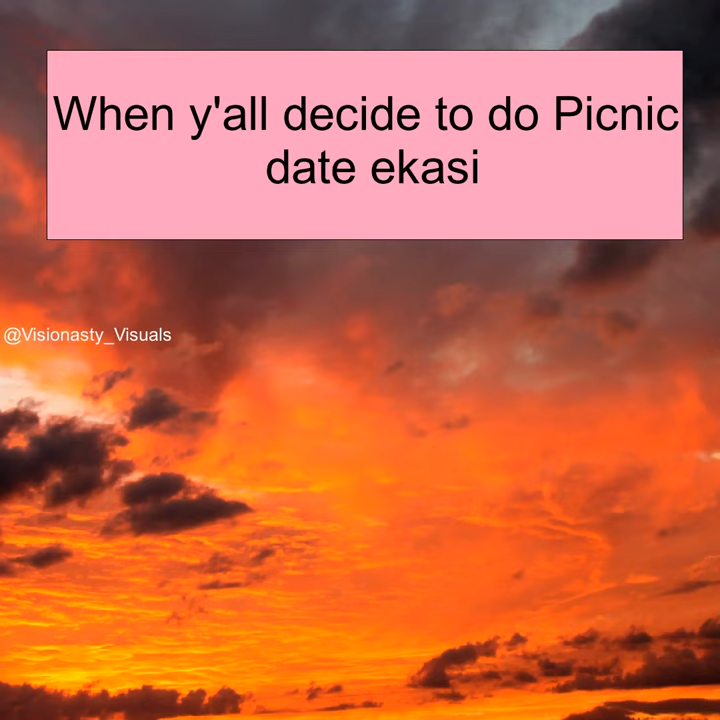 When y'all decide to do Picnic
date ekasi
@Visionasty_Visuals